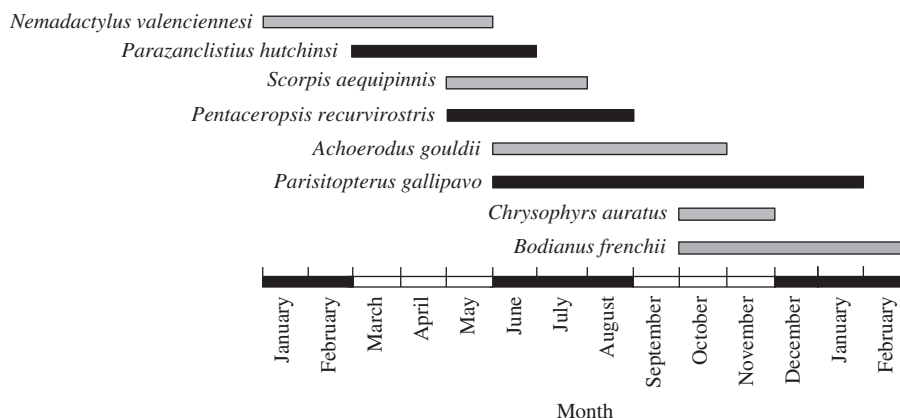 Nemadactylus valenciennesi
Parazanclistius hutchinsi
Scorpis aequipinnis
Pentaceropsis recurvirostris
Achoerodus gouldii
Parisitopterus gallipavo
Chrysophyrs auratus
Bodianus frenchii
January
February
March
April
May
June
July
August
September
October
November
December
January
February
Month